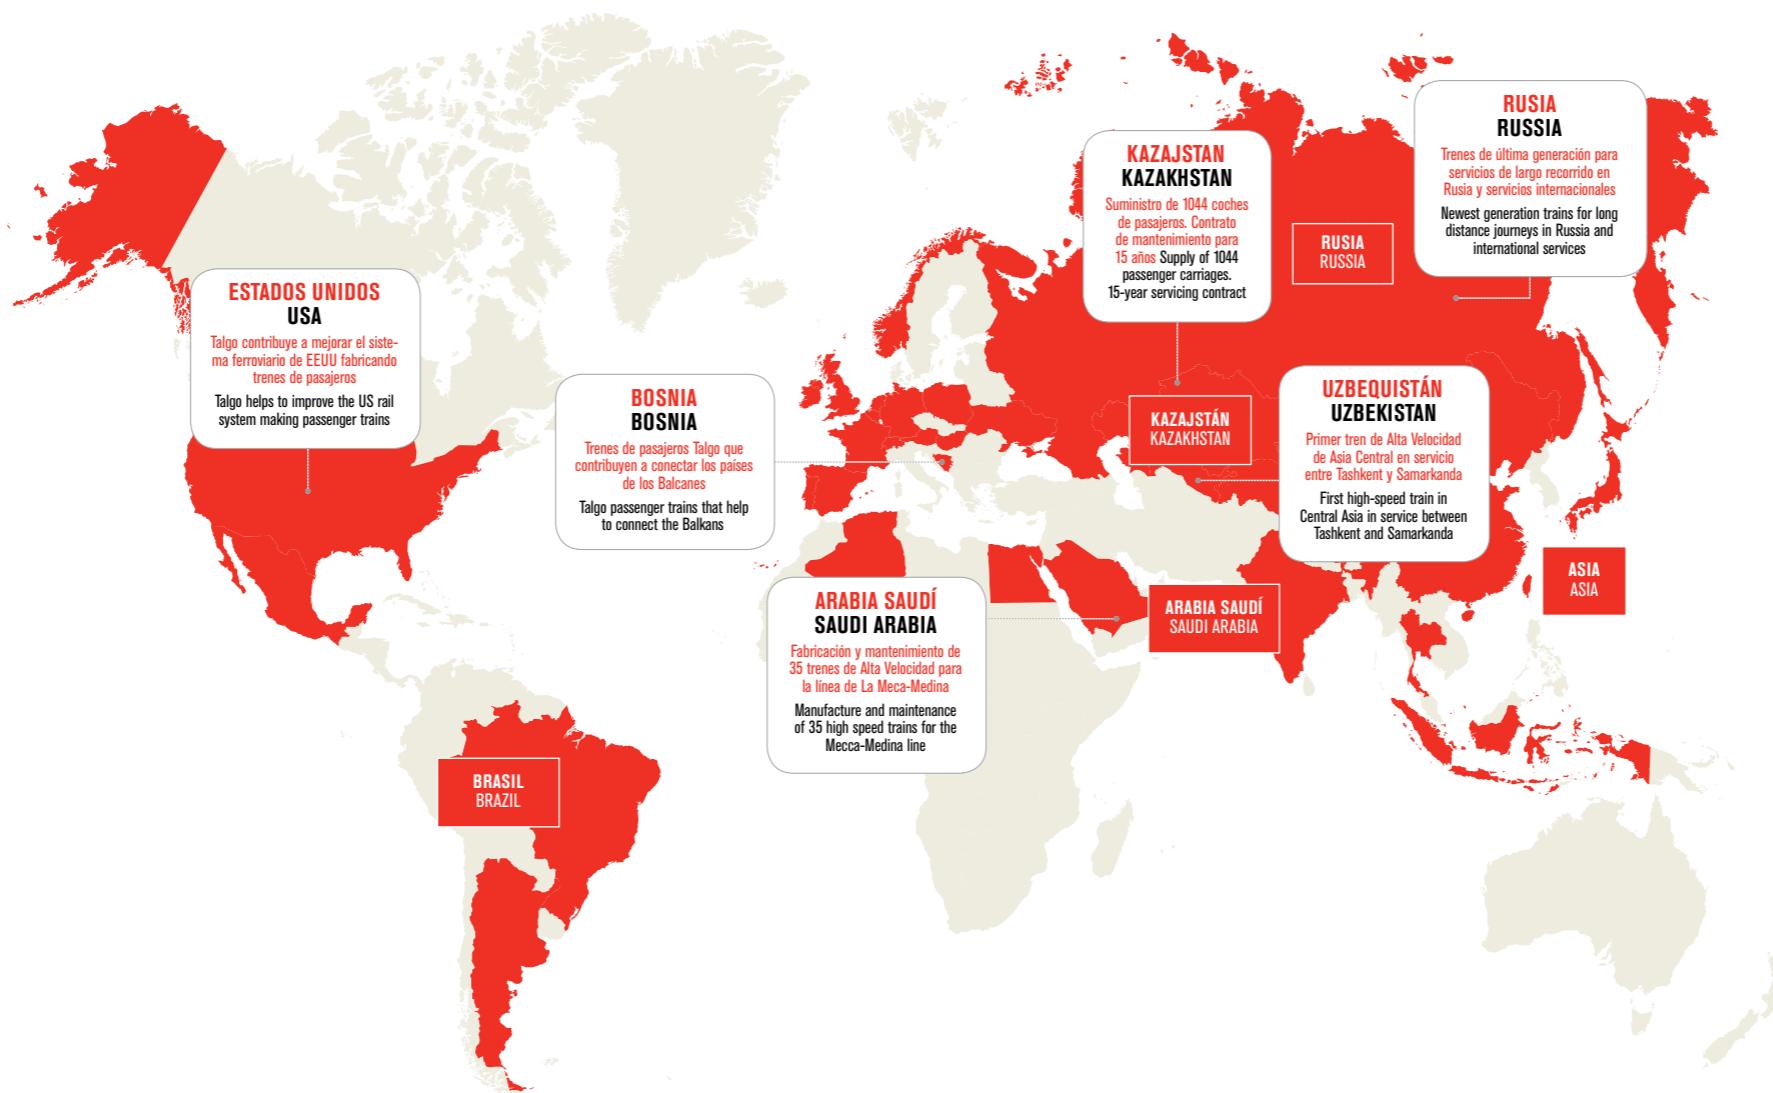 RUSIA
RUSSIA
Trenes de última generación para
servicios de largo recorrido en
Rusia y servicios internacionales
Newest generation trains for long
distance journeys in Russia and
international services
KAZAJSTAN
KAZAKHSTAN
Suministro de 1044 coches
de pasajeros. Contrato
de mantenimiento para
15 años Supply of 1044
passenger carriages.
15-year servicing contract
RUSIA
RUSSIA
ESTADOS UNIDOS
USA
Talgo contribuye a mejorar el siste-
ma ferroviario de EEUU fabricando
trenes de pasajeros
Talgo helps to improve the US rail
system making passenger trains
BOSNIA
BOSNIA
Trenes de pasajeros Talgo que
contribuyen a conectar los países
de los Balcanes
Talgo passenger trains that help
to connect the Balkans
KAZAJSTÁN
KAZAKHSTAN
UZBEQUISTÁN
UZBEKISTAN
Primer tren de Alta Velocidad
de Asia Central en servicio
entre Tashkent y Samarkanda
First high-speed train in
Central Asia in service between
Tashkent and Samarkanda
ASIA
ASIA
ARABIA SAUDÍ
SAUDI ARABIA
Fabricación y mantenimiento de
35 trenes de Alta Velocidad para
la línea de La Meca-Medina
Manufacture and maintenance
of 35 high speed trains for the
Mecca-Medina line
ARABIA SAUDÍ
SAUDI ARABIA
BRASIL
BRAZIL